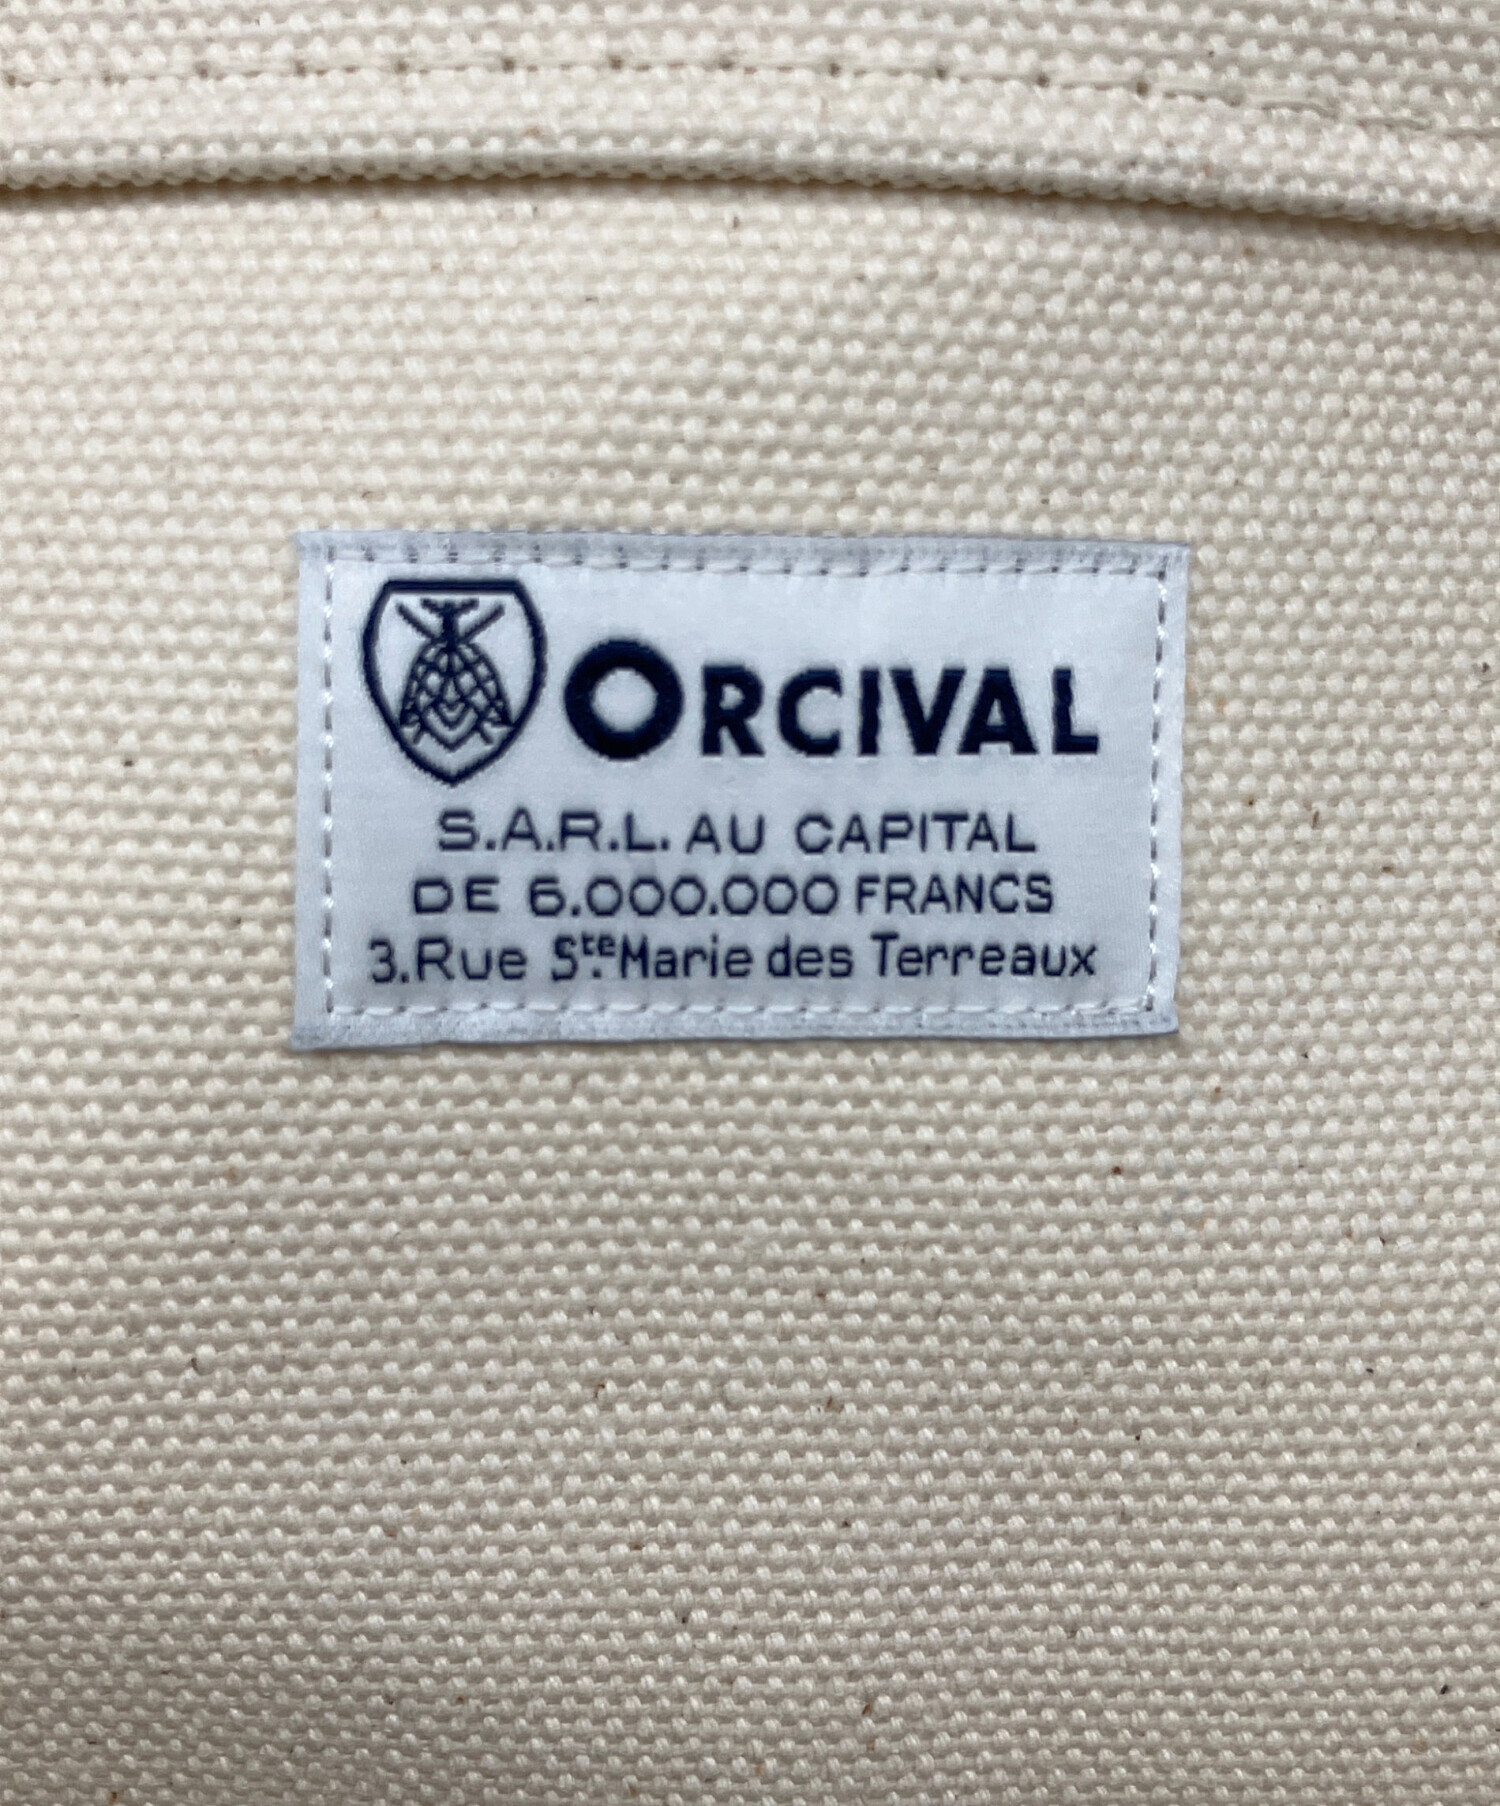 ORCIVAL
S.A.R.L. AU CAPITAL
DE 6.000.000 FRANCS
3.Rue Ste. Marie des Terreaux